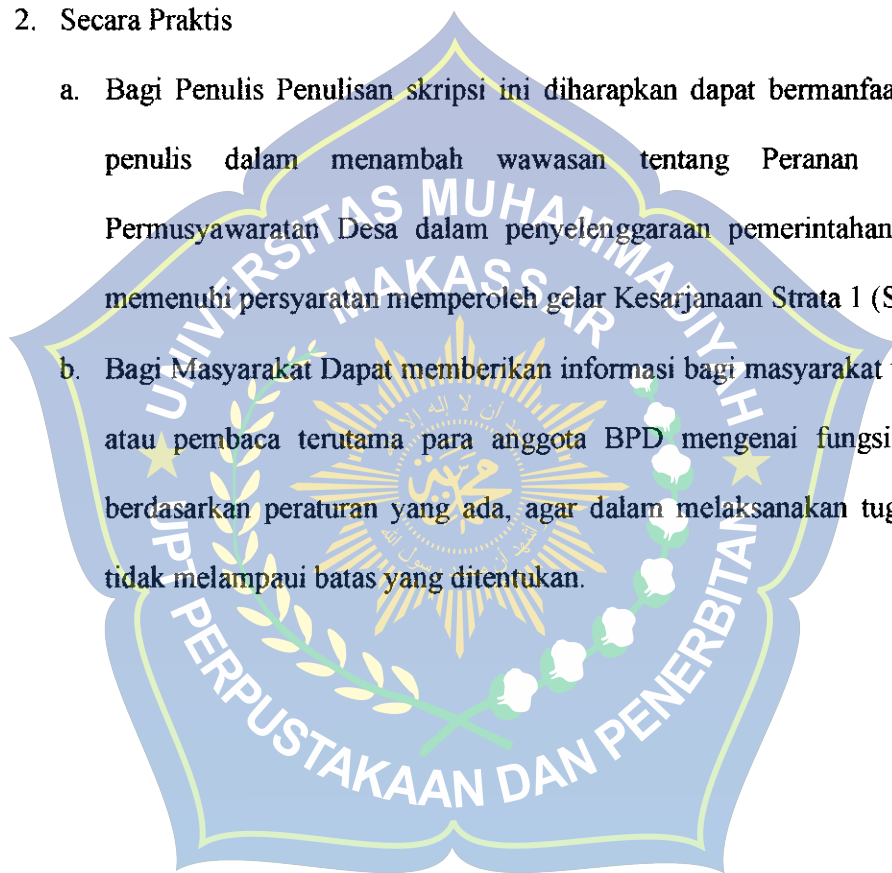 2. Secara Praktis
a. Bagi Penulis Penulisan skripsi ini diharapkan dapat bermanfaa
penulis dalam menambah wawasan tentang Peranan
Permusyawaratan Desa dalam penyelenggaraan pemerintahan
memenuhi persyaratan memperoleh gelar Kesarjanaan Strata 1 (S
b. Bagi Masyarakat Dapat memberikan informasi bagi masyarakat
atau pembaca terutama para anggota BPD mengenai fungsi
berdasarkan peraturan yang ada, agar dalam melaksanakan tug
tidak melampaui batas yang ditentukan.
UNIVERSITAS MUHAMMADIYAH
MAKASSAR
محمد
UPT PERPUSTAKAAN DAN PENERBITAN